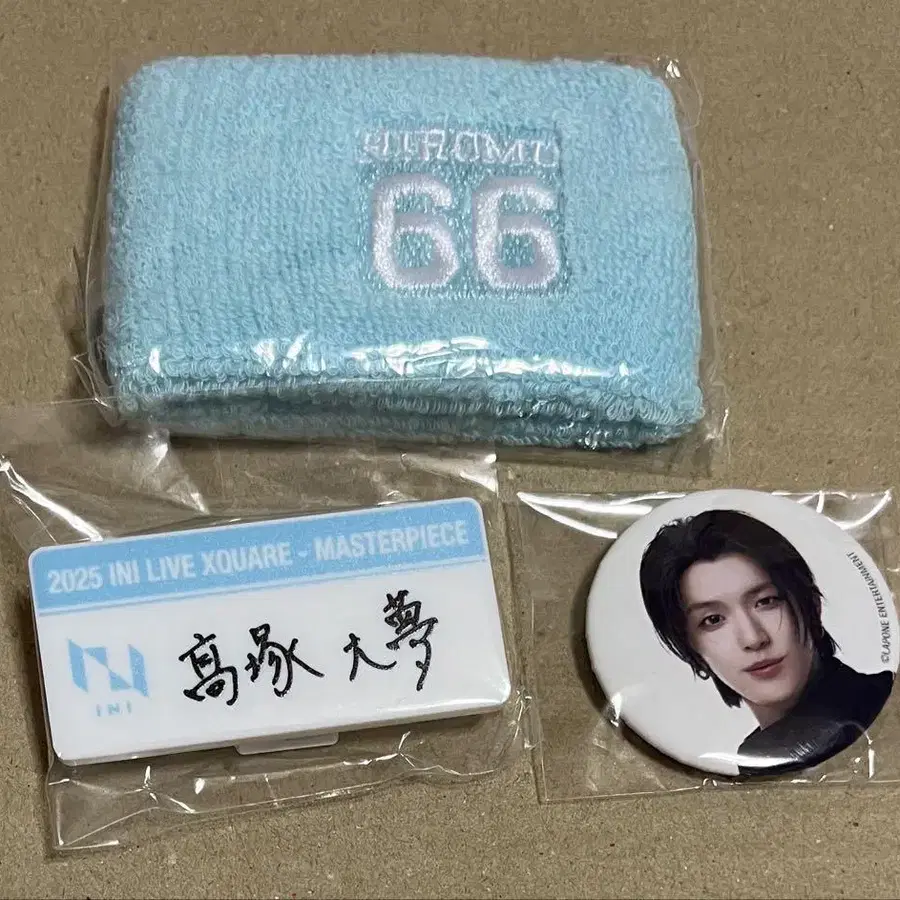 HIROMU
66
2025 INI LIVE XQUARE - MASTERPIECE
INI
髙塚 大夢
©LAPONE ENTERTAINMENT